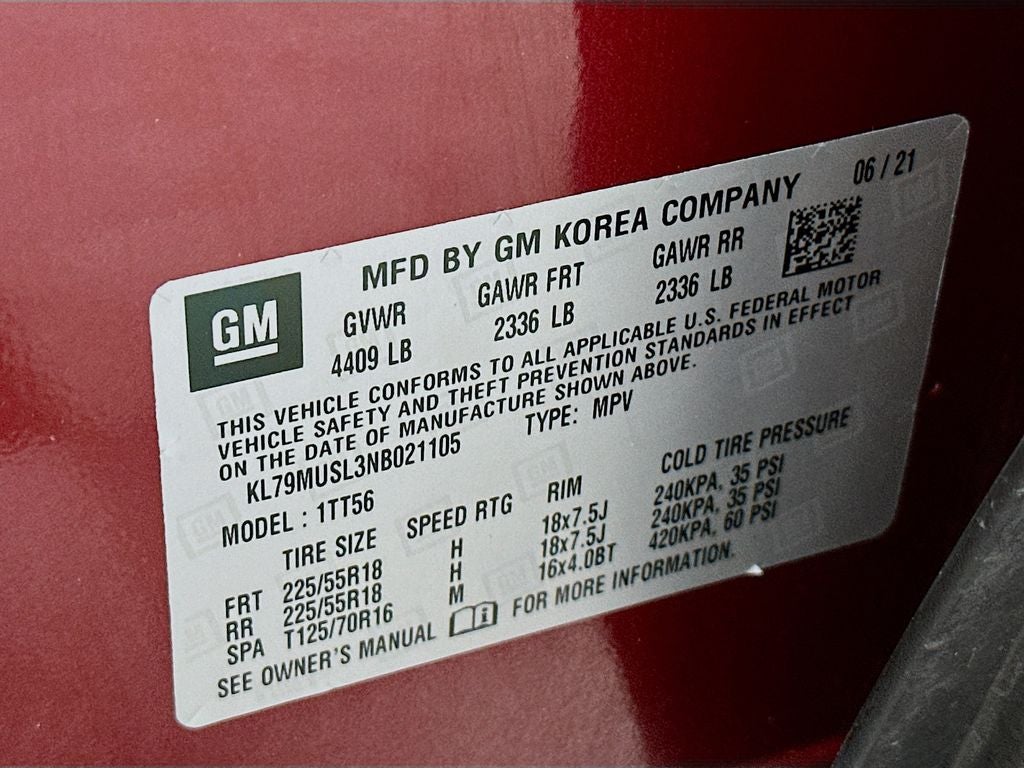 06 / 21
MFD BY GM KOREA COMPANY
GM
GVWR GAWR FRT GAWR RR
4409 LB 2336 LB 2336 LB
THIS VEHICLE CONFORMS TO ALL APPLICABLE U.S. FEDERAL MOTOR
VEHICLE SAFETY AND THEFT PREVENTION STANDARDS IN EFFECT
ON THE DATE OF MANUFACTURE SHOWN ABOVE.
KL79MUSL3NB021105 TYPE: MPV
MODEL : 1TT56
TIRE SIZE SPEED RTG RIM COLD TIRE PRESSURE
FRT 225/55R18 H 18x7.5J 240KPA, 35 PSI
RR 225/55R18 H 18x7.5J 240KPA, 35 PSI
SPA T125/70R16 M 16x4.0BT 420KPA, 60 PSI
SEE OWNER'S MANUAL FOR MORE INFORMATION.